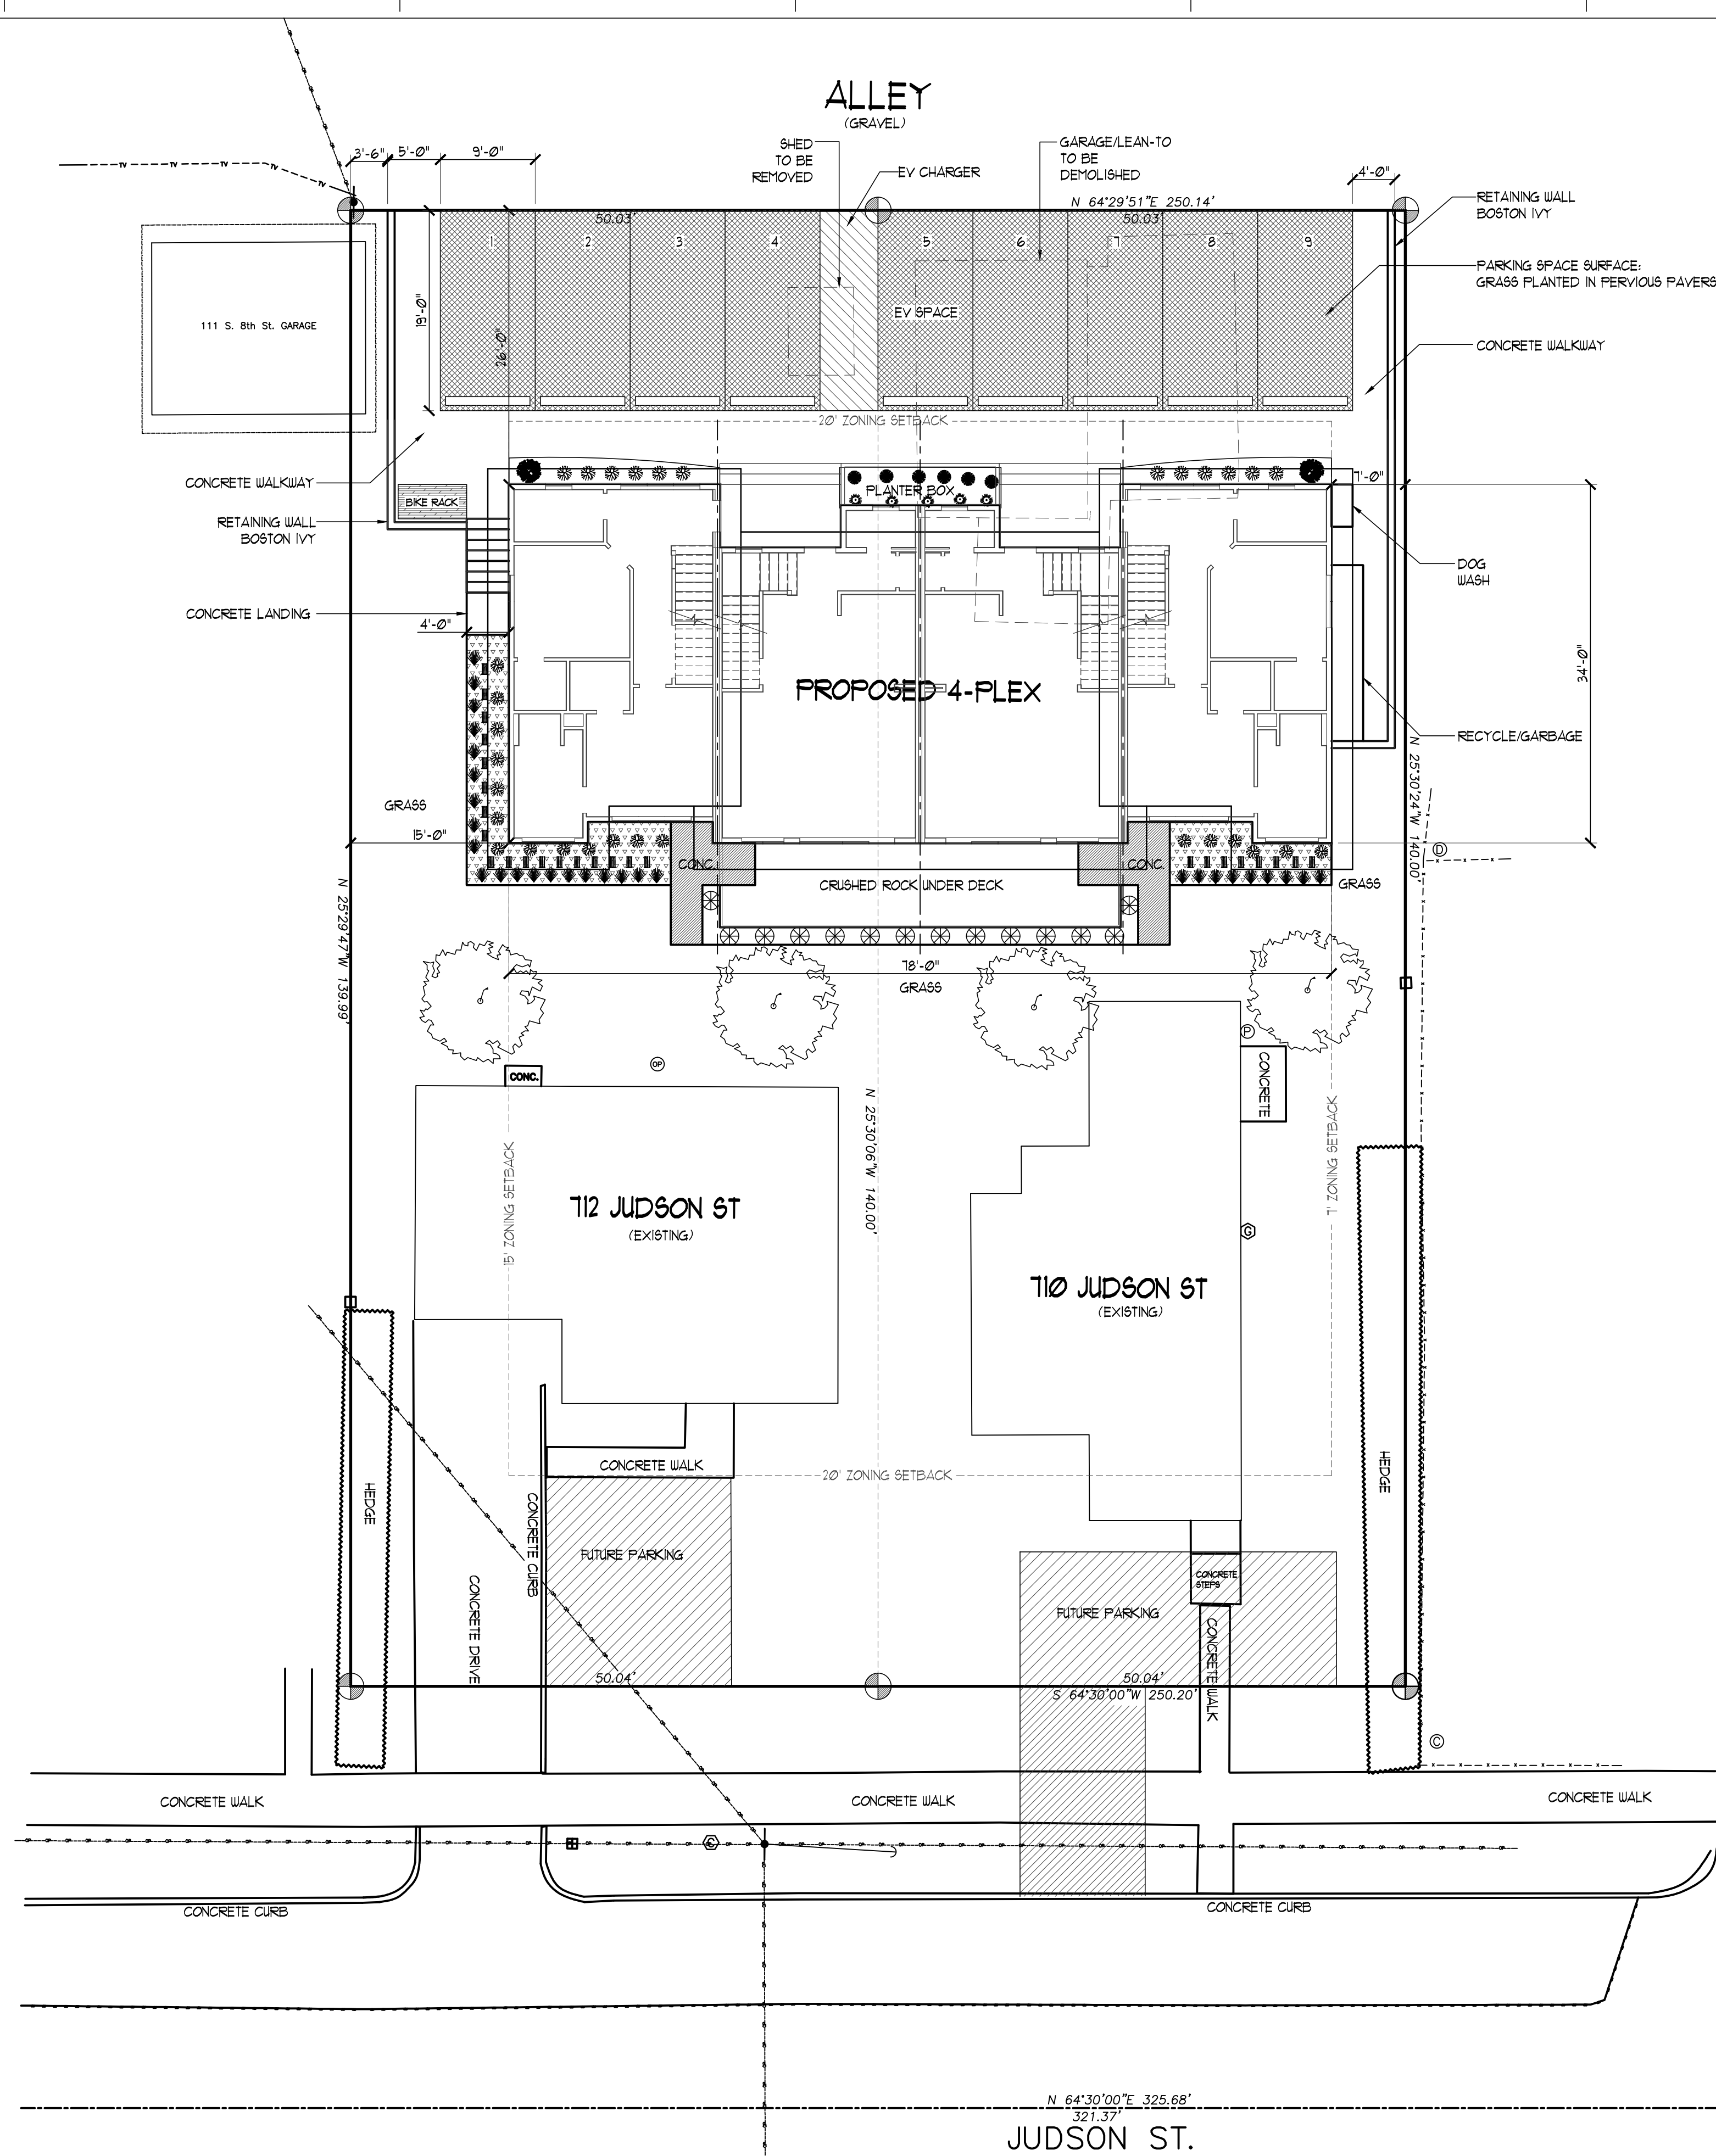 ALLEY
(GRAVEL)
SHED
TO BE
REMOVED
GARAGE/LEAN-TO
TO BE
DEMOLISHED
EV CHARGER
3'-6"
5'-0"
9'-0"
4'-0"
TV TV TV TV TV
N 64°29'51"E 250.14'
50.03'
50.03'
RETAINING WALL
BOSTON IVY
1
2
3
4
5
6
7
8
9
PARKING SPACE SURFACE:
GRASS PLANTED IN PERVIOUS PAVERS
19'-0"
26'-0"
EV SPACE
111 S. 8th St. GARAGE
CONCRETE WALKWAY
20' ZONING SETBACK
CONCRETE WALKWAY
BIKE RACK
PLANTER BOX
7'-0"
RETAINING WALL
BOSTON IVY
DOG
WASH
CONCRETE LANDING
4'-0"
34'-0"
PROPOSED 4-PLEX
RECYCLE/GARBAGE
N 25°30'24"W 140.00'
GRASS
15'-0"
D
CONC.
CONC.
CRUSHED ROCK UNDER DECK
GRASS
N 25°29'47"W 139.99'
78'-0"
GRASS
P
OP
CONC.
CONCRETE
N 25°30'06"W 140.00'
15' ZONING SETBACK
7' ZONING SETBACK
712 JUDSON ST
(EXISTING)
G
710 JUDSON ST
(EXISTING)
HEDGE
HEDGE
CONCRETE WALK
20' ZONING SETBACK
CONCRETE CURB
FUTURE PARKING
CONCRETE DRIVE
CONCRETE
STEPS
FUTURE PARKING
CONCRETE WALK
50.04'
50.04'
S 64°30'00"W 250.20'
C
CONCRETE WALK
CONCRETE WALK
CONCRETE WALK
C
CONCRETE CURB
CONCRETE CURB
N 64°30'00"E 325.68'
321.37'
JUDSON ST.